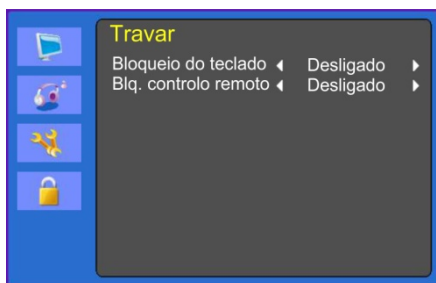 Travar
Bloqueio do teclado Desligado
Blq. controlo remoto Desligado